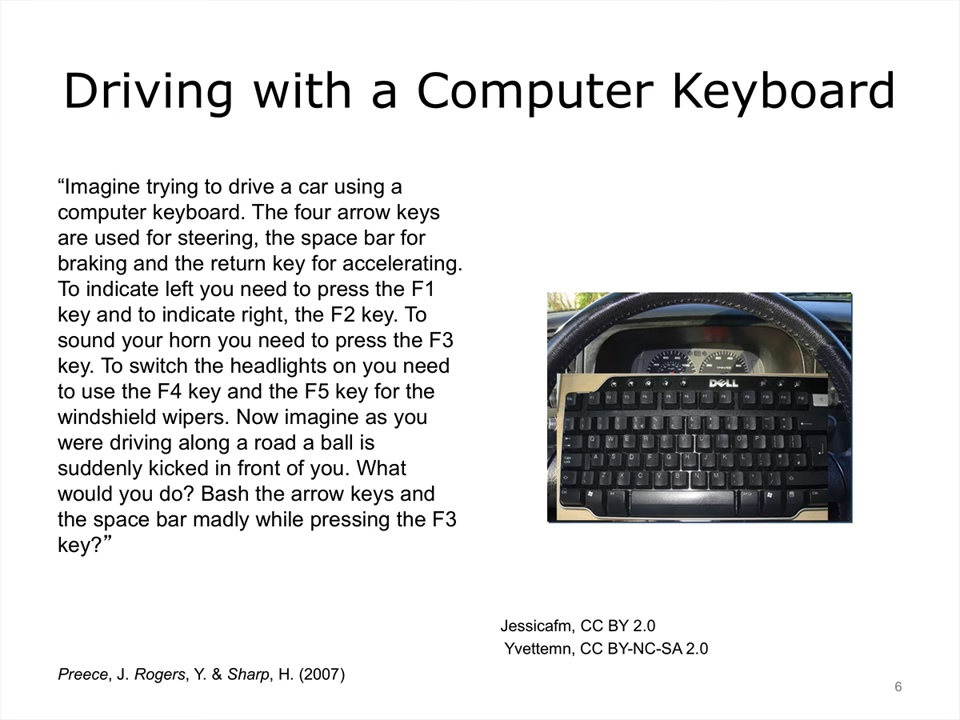 Driving with a Computer Keyboard
“Imagine trying to drive a car using a
computer keyboard. The four arrow keys
are used for steering, the space bar for
braking and the return key for accelerating.
To indicate left you need to press the F1
key and to indicate right, the F2 key. To
sound your horn you need to press the F3
key. To switch the headlights on you need
to use the F4 key and the F5 key for the
windshield wipers. Now imagine as you
were driving along a road a ball is
suddenly kicked in front of you. What
would you do? Bash the arrow keys and
the space bar madly while pressing the F3
key?”
DELL
Jessicafm, CC BY 2.0
Yvettemn, CC BY-NC-SA 2.0
Preece, J. Rogers, Y. & Sharp, H. (2007)
6